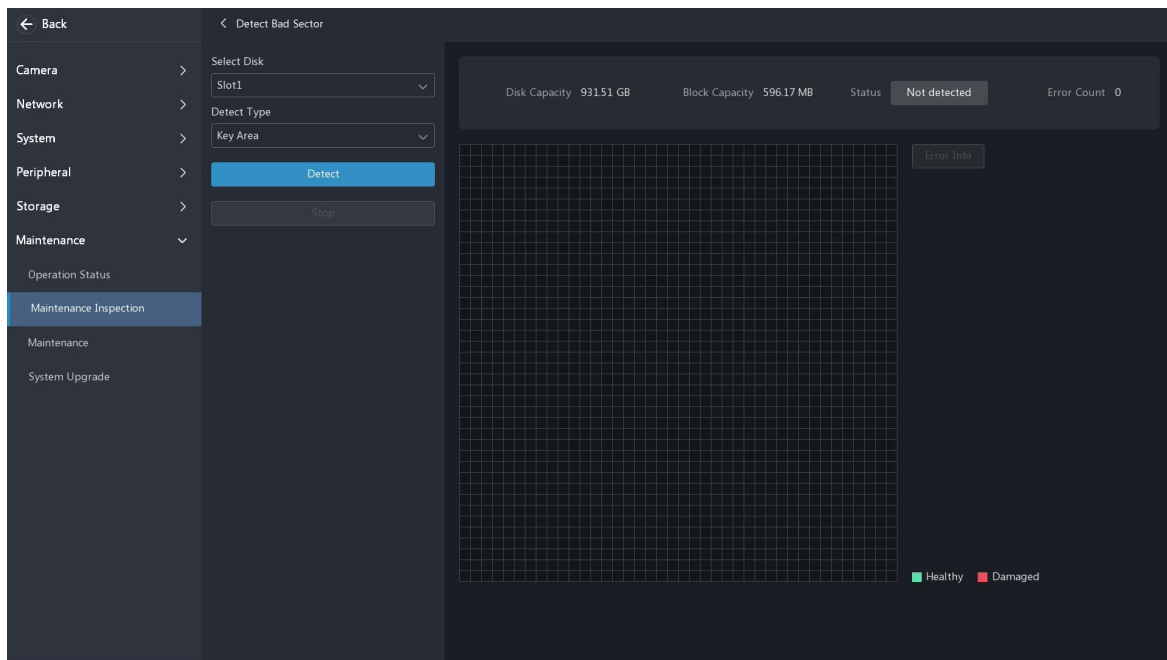 Back
Detect Bad Sector
Camera
Network
System
Peripheral
Storage
Maintenance
Operation Status
Maintenance Inspection
Maintenance
System Upgrade
Select Disk
Slot1
Detect Type
Key Area
Detect
Stop
Disk Capacity 931.51 GB Block Capacity 596.17 MB Status Not detected Error Count 0
Error Info
Healthy Damaged